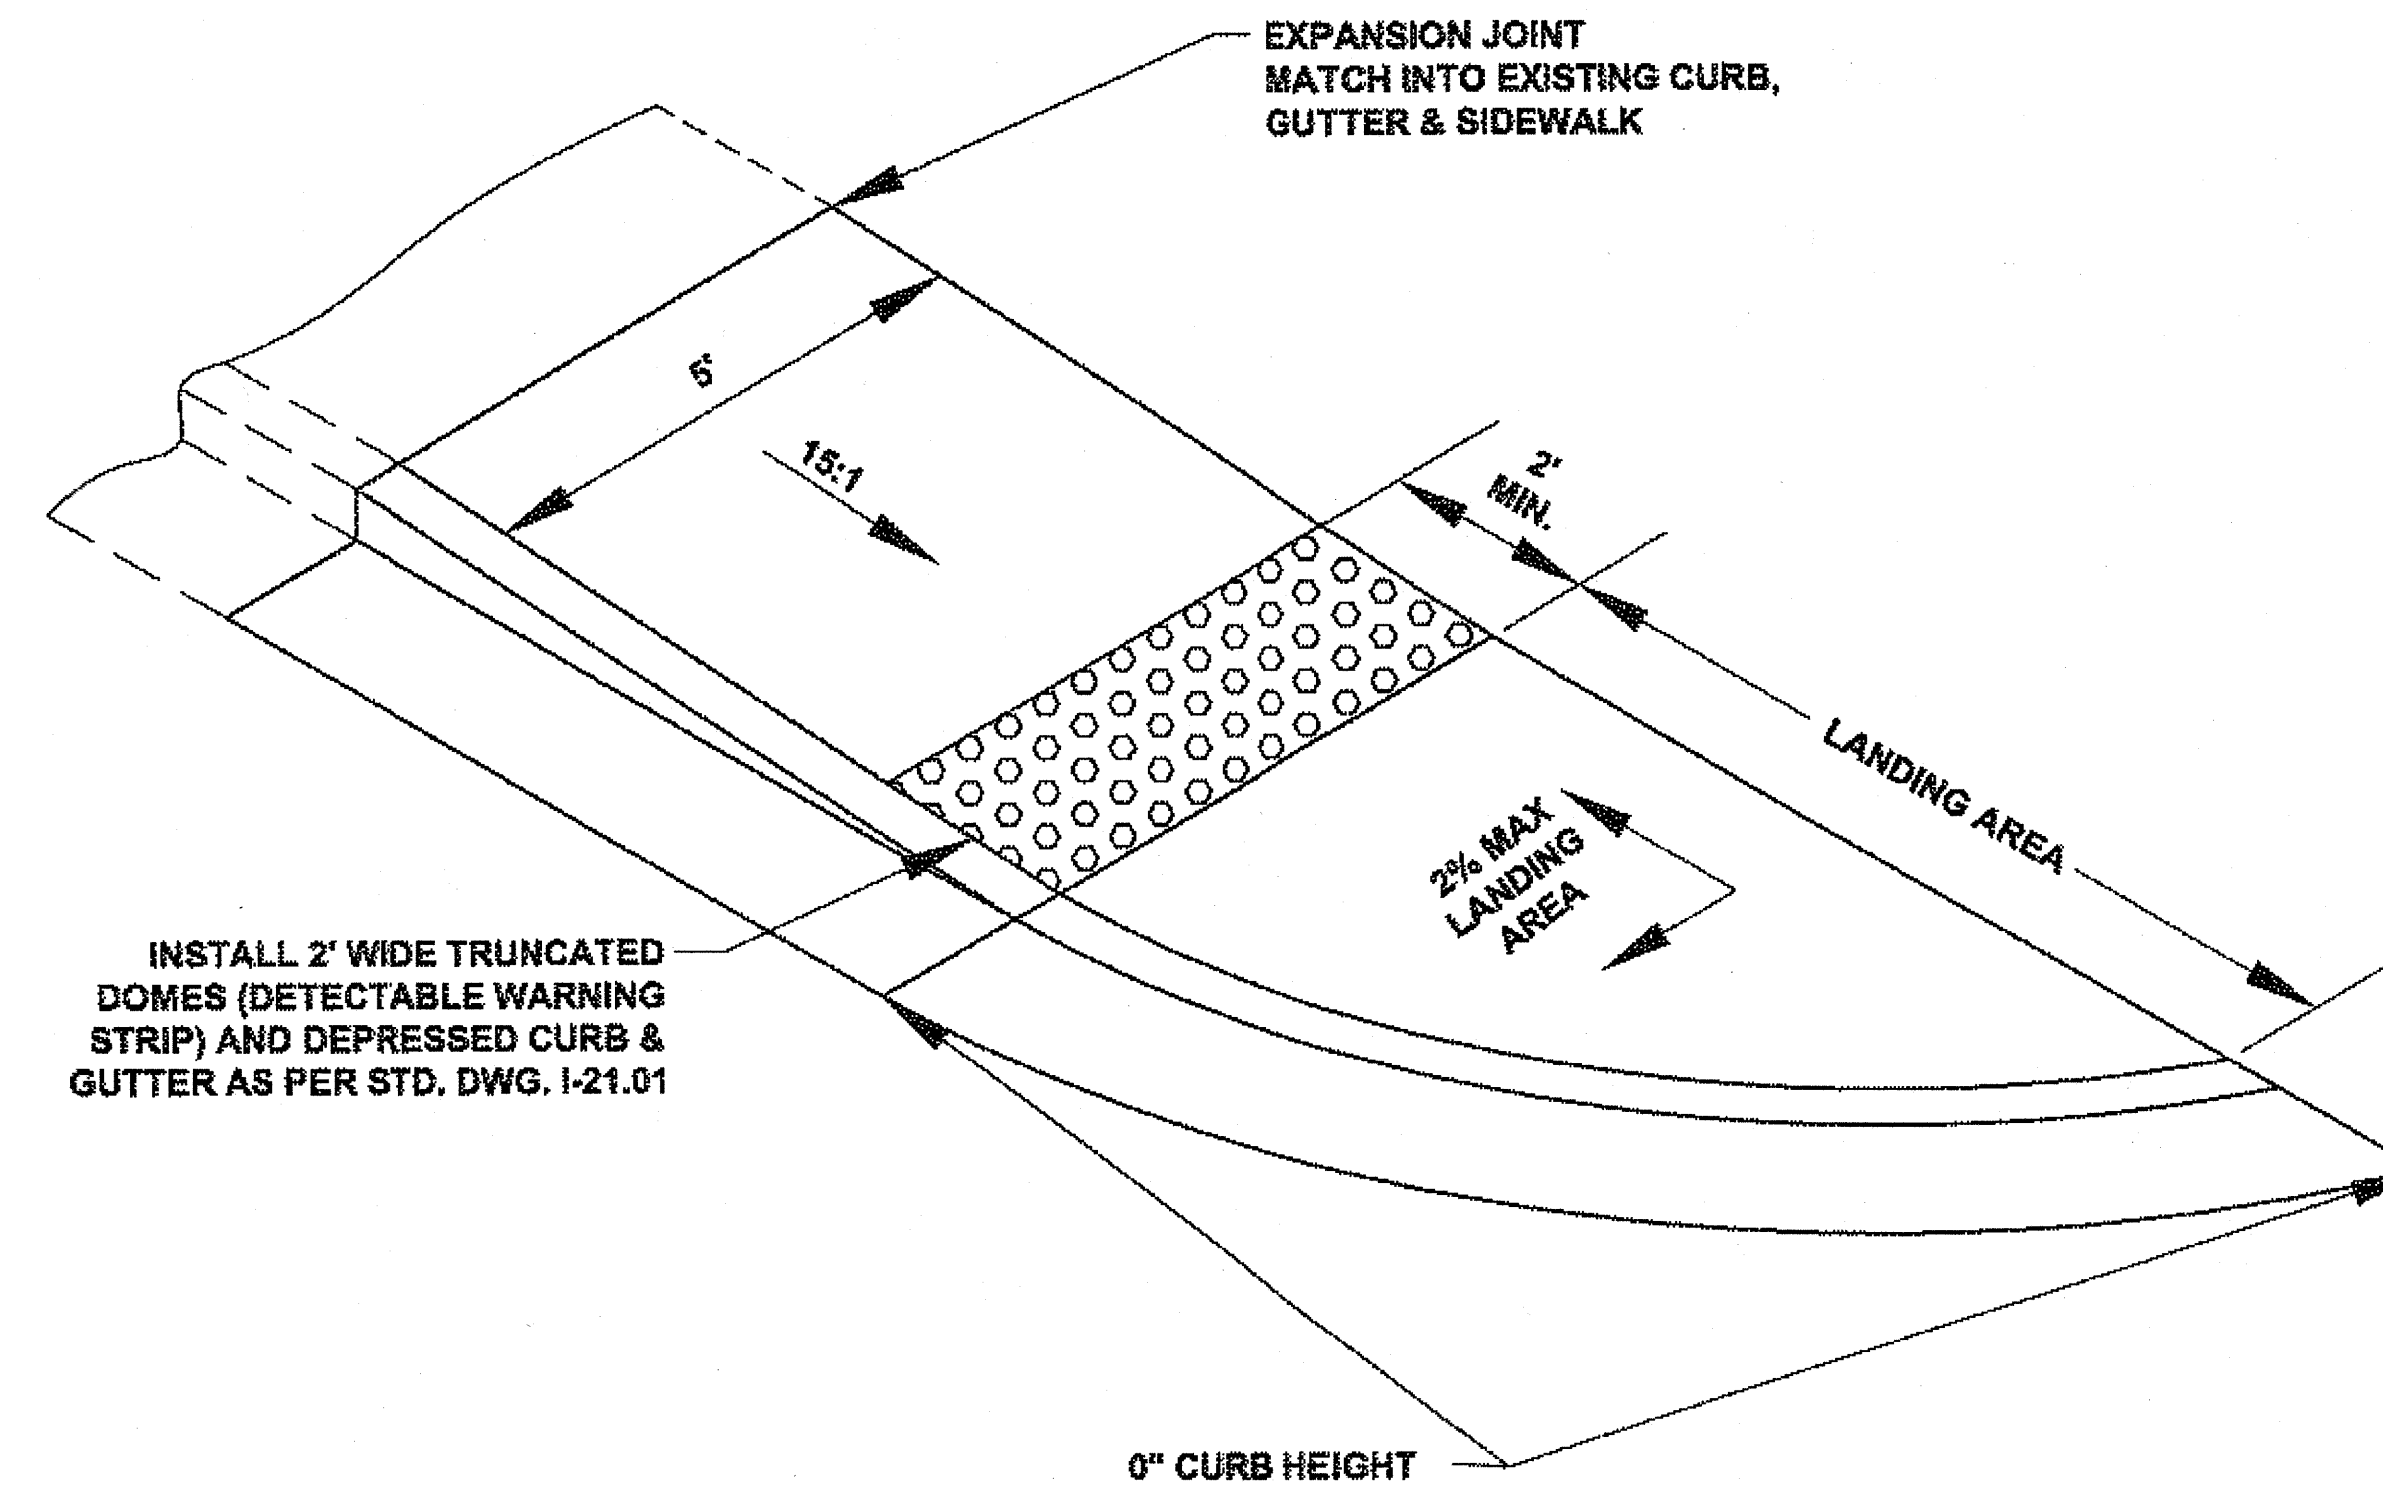 EXPANSION JOINT
MATCH INTO EXISTING CURB,
GUTTER & SIDEWALK
5'
15:1
2'
MIN.
LANDING AREA
2% MAX
LANDING
AREA
INSTALL 2' WIDE TRUNCATED
DOMES (DETECTABLE WARNING
STRIP) AND DEPRESSED CURB &
GUTTER AS PER STD. DWG. I-21.01
0" CURB HEIGHT